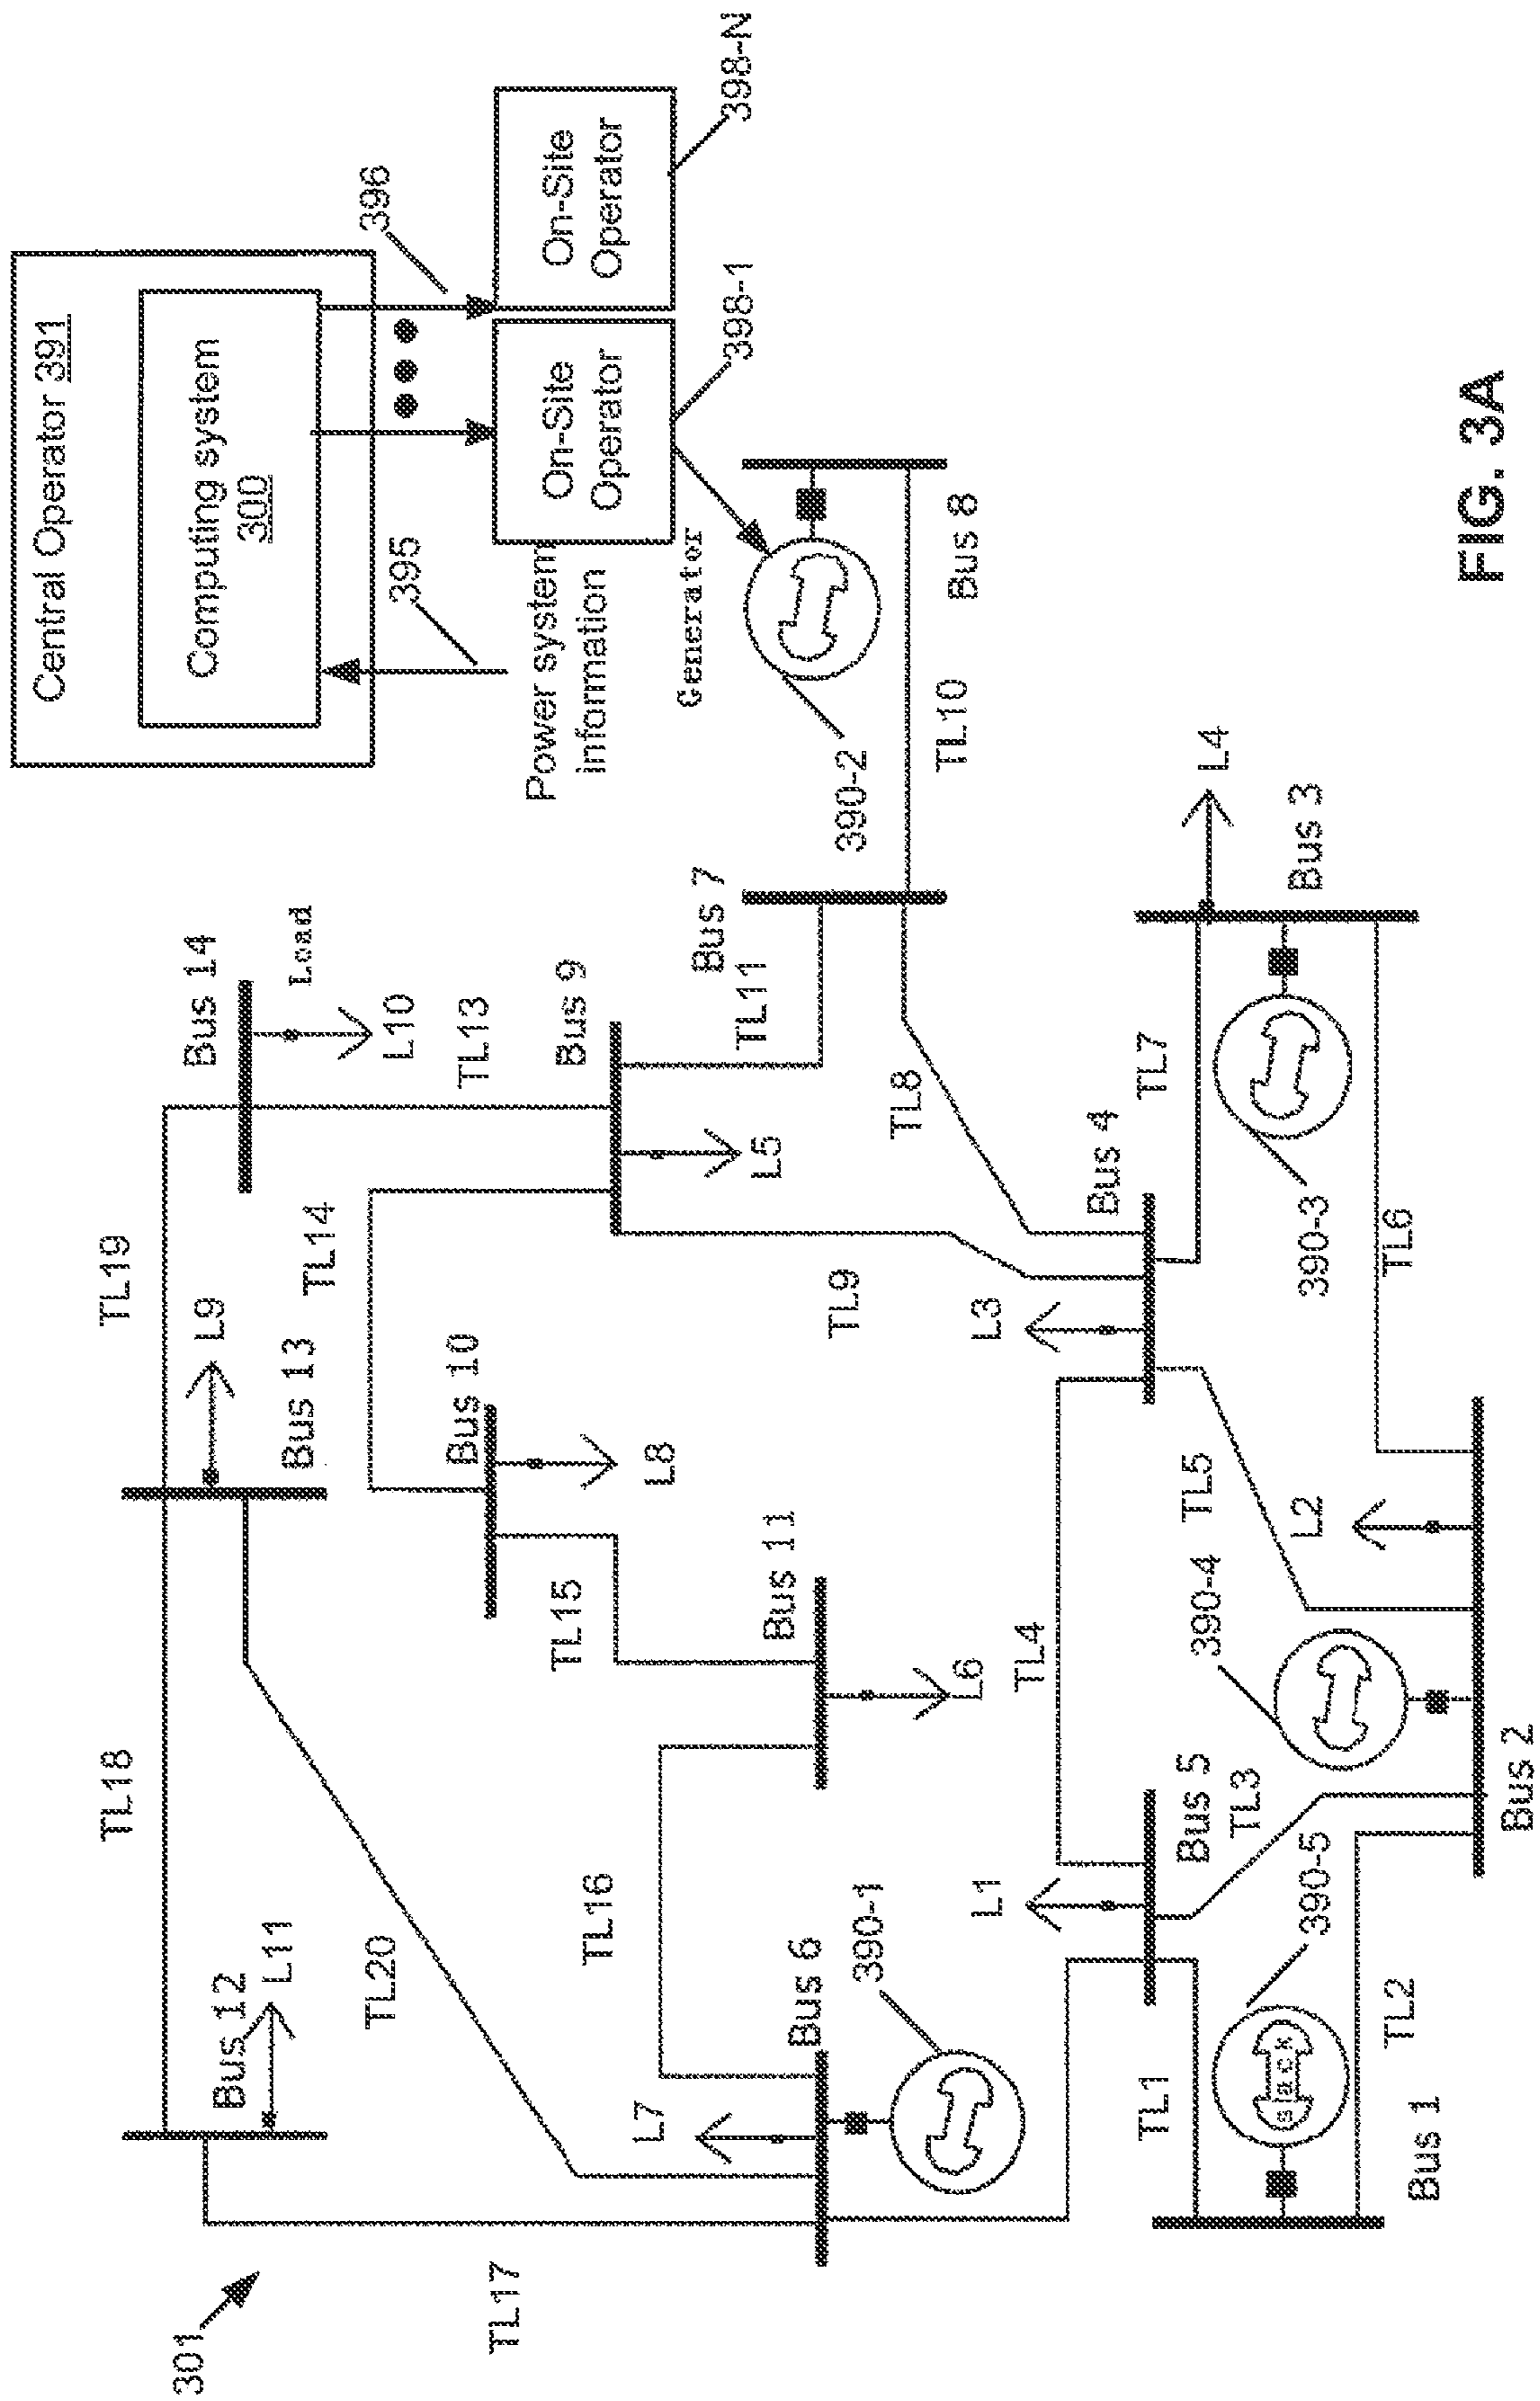 301
Central Operator 391
Computing system
300
395
396
Power system
information
On-Site
Operator
On-Site
Operator
398-1
398-N
Generator
390-2
Bus 8
TL10
Bus 7
TL11
TL8
Bus 14
Load
L10
TL13
Bus 9
L5
TL9
TL19
TL14
L9
Bus 13
Bus 10
L8
TL15
Bus 11
L6
TL18
TL20
TL16
Bus 12
L11
TL17
Bus 6
L7
390-1
L1
Bus 5
TL3
TL4
L3
Bus 4
TL7
L4
Bus 3
390-3
TL6
TL5
L2
390-4
Bus 2
390-5
slack
TL1
TL2
Bus 1
FIG. 3A